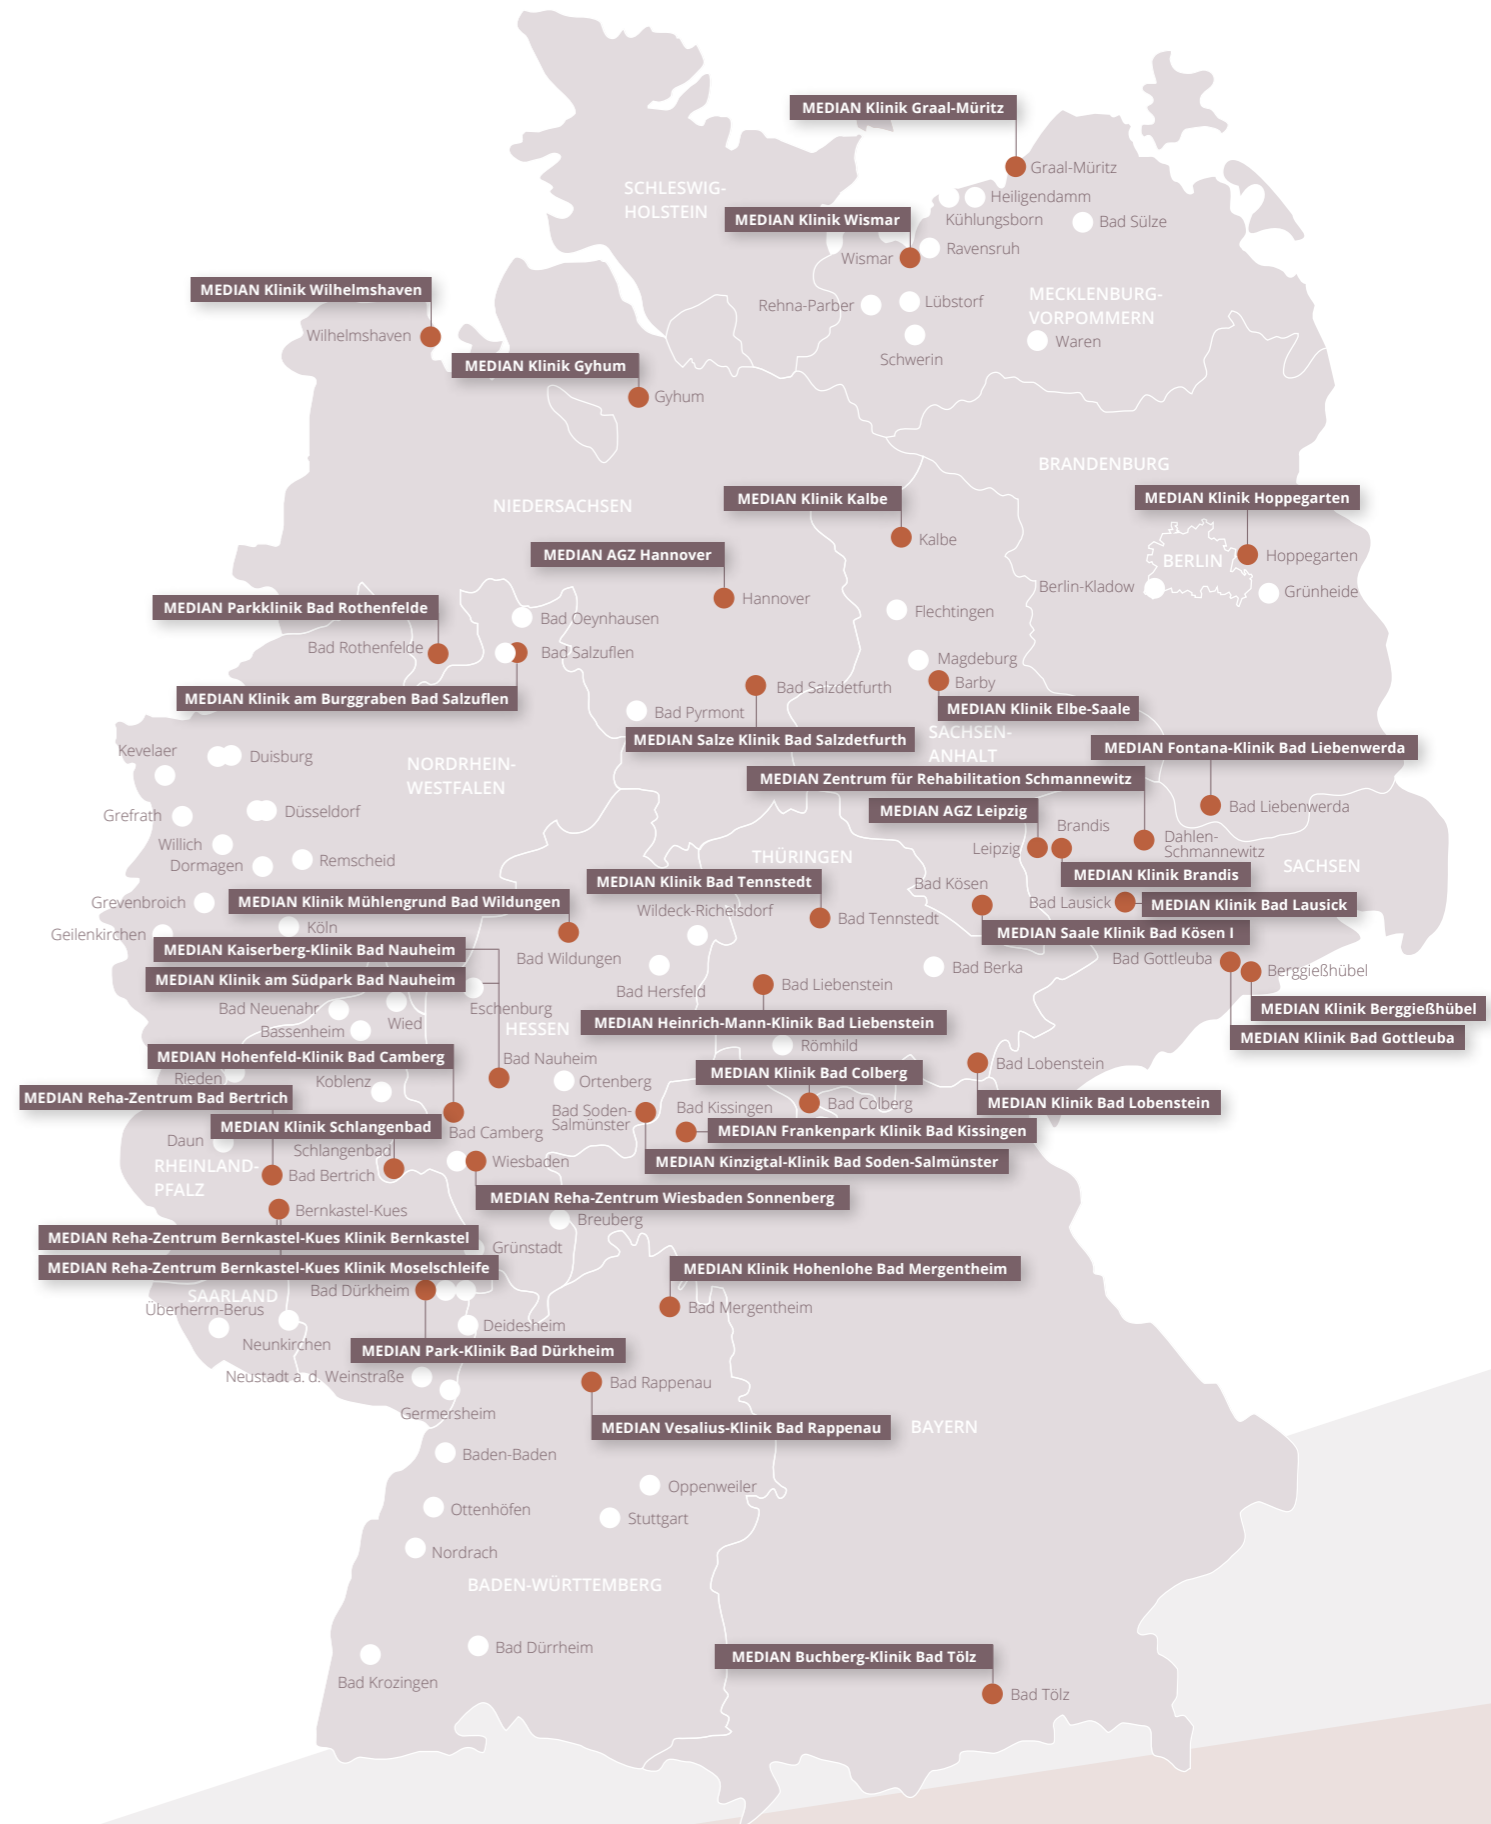 MEDIAN Klinik Graal-Müritz
Graal-Müritz
SCHLESWIG-
HOLSTEIN
Heiligendamm
Kühlungsborn
Bad Sülze
MEDIAN Klinik Wismar
Ravensruh
Wismar
MEDIAN Klinik Wilhelmshaven
MECKLENBURG-
VORPOMMERN
Rehna-Parber
Lübstorf
Wilhelmshaven
Waren
Schwerin
MEDIAN Klinik Gyhum
Gyhum
BRANDENBURG
NIEDERSACHSEN
MEDIAN Klinik Kalbe
MEDIAN Klinik Hoppegarten
Kalbe
MEDIAN AGZ Hannover
Hoppegarten
BERLIN
Berlin-Kladow
Grünheide
Hannover
MEDIAN Parkklinik Bad Rothenfelde
Flechtingen
Bad Oeynhausen
Bad Rothenfelde
Bad Salzuflen
Magdeburg
Barby
Bad Salzdetfurth
MEDIAN Klinik am Burggraben Bad Salzuflen
MEDIAN Klinik Elbe-Saale
Bad Pyrmont
MEDIAN Salze Klinik Bad Salzdetfurth
SACHSEN-
ANHALT
MEDIAN Fontana-Klinik Bad Liebenwerda
Kevelaer
Duisburg
NORDRHEIN-
WESTFALEN
MEDIAN Zentrum für Rehabilitation Schmannewitz
Bad Liebenwerda
Grefrath
Düsseldorf
MEDIAN AGZ Leipzig
Brandis
Dahlen-
Schmannewitz
Willich
Leipzig
Remscheid
Dormagen
THÜRINGEN
SACHSEN
MEDIAN Klinik Brandis
MEDIAN Klinik Bad Tennstedt
Bad Kösen
Grevenbroich
MEDIAN Klinik Mühlengrund Bad Wildungen
Wildeck-Richelsdorf
Bad Tennstedt
Bad Lausick
MEDIAN Klinik Bad Lausick
Köln
Geilenkirchen
MEDIAN Saale Klinik Bad Kösen I
MEDIAN Kaiserberg-Klinik Bad Nauheim
Bad Wildungen
Bad Gottleuba
Bad Berka
Berggießhübel
MEDIAN Klinik am Südpark Bad Nauheim
Bad Hersfeld
Bad Liebenstein
Bad Neuenahr
Eschenburg
MEDIAN Klinik Berggießhübel
Bassenheim
Wied
HESSEN
MEDIAN Heinrich-Mann-Klinik Bad Liebenstein
MEDIAN Klinik Bad Gottleuba
Römhild
MEDIAN Hohenfeld-Klinik Bad Camberg
Bad Nauheim
Bad Lobenstein
Rieden
Koblenz
Ortenberg
MEDIAN Klinik Bad Colberg
MEDIAN Reha-Zentrum Bad Bertrich
Bad Soden-
Salmünster
Bad Kissingen
Bad Colberg
MEDIAN Klinik Bad Lobenstein
MEDIAN Klinik Schlangenbad
Bad Camberg
MEDIAN Frankenpark Klinik Bad Kissingen
Daun
Schlangenbad
Wiesbaden
MEDIAN Kinzigtal-Klinik Bad Soden-Salmünster
RHEINLAND-
PFALZ
Bad Bertrich
MEDIAN Reha-Zentrum Wiesbaden Sonnenberg
Bernkastel-Kues
Breuberg
MEDIAN Reha-Zentrum Bernkastel-Kues Klinik Bernkastel
Grünstadt
MEDIAN Reha-Zentrum Bernkastel-Kues Klinik Moselschleife
MEDIAN Klinik Hohenlohe Bad Mergentheim
SAARLAND
Bad Dürkheim
Überherrn-Berus
Bad Mergentheim
Deidesheim
Neunkirchen
MEDIAN Park-Klinik Bad Dürkheim
Neustadt a. d. Weinstraße
Bad Rappenau
Germersheim
MEDIAN Vesalius-Klinik Bad Rappenau
BAYERN
Baden-Baden
Oppenweiler
Ottenhöfen
Stuttgart
Nordrach
BADEN-WÜRTTEMBERG
Bad Dürrheim
MEDIAN Buchberg-Klinik Bad Tölz
Bad Krozingen
Bad Tölz